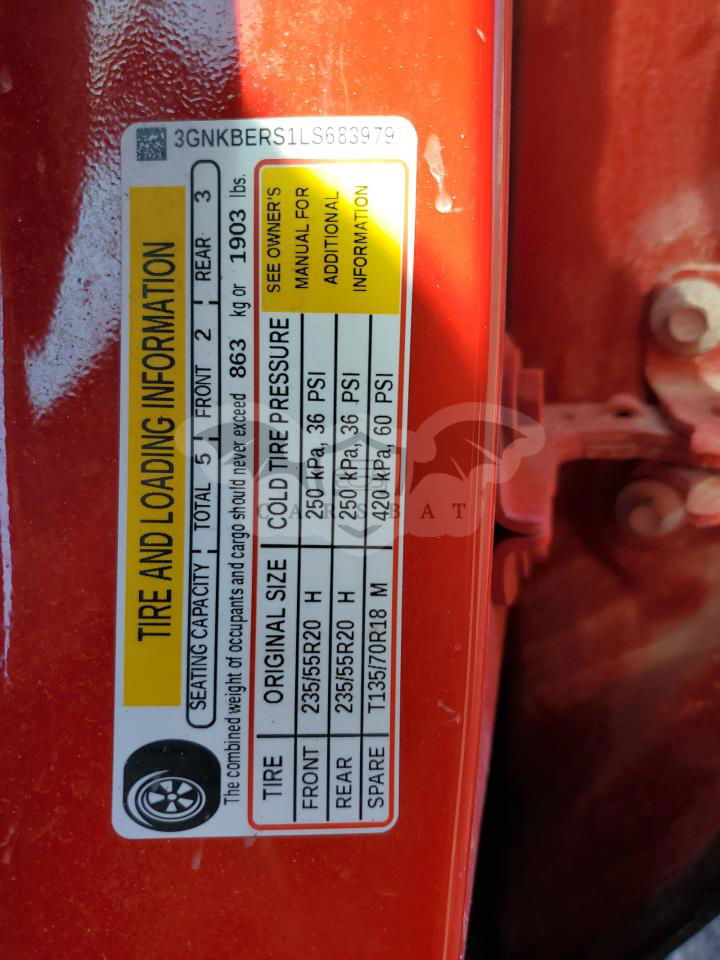 3GNKBERS1LS683979
TIRE AND LOADING INFORMATION
SEATING CAPACITY TOTAL 5 FRONT 2 REAR 3
The combined weight of occupants and cargo should never exceed 863 kg or 1903 lbs.
TIRE ORIGINAL SIZE COLD TIRE PRESSURE
FRONT 235/55R20 H 250 kPa, 36 PSI
REAR 235/55R20 H 250 kPa, 36 PSI
SPARE T135/70R18 M 420 kPa, 60 PSI
SEE OWNER'S
MANUAL FOR
ADDITIONAL
INFORMATION
CARSBAT